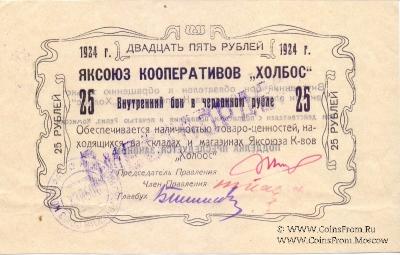 1924 г. ДВАДЦАТЬ ПЯТЬ РУБЛЕЙ 1924 г.
ЯКСОЮЗ КООПЕРАТИВОВ „ХОЛБОС"
25 Внутренний бон в червонном рубле 25
25 РУБЛЕЙ
25 РУБЛЕЙ
Обеспечивается наличностью товаро-ценностей, на-
ходящихся на складах и магазинах Яксоюза К-вов
„Холбос"
Председатель Правления
Член Правления
Главбух
© www.CoinsFrom.Ru
© www.CoinsFrom.Moscow